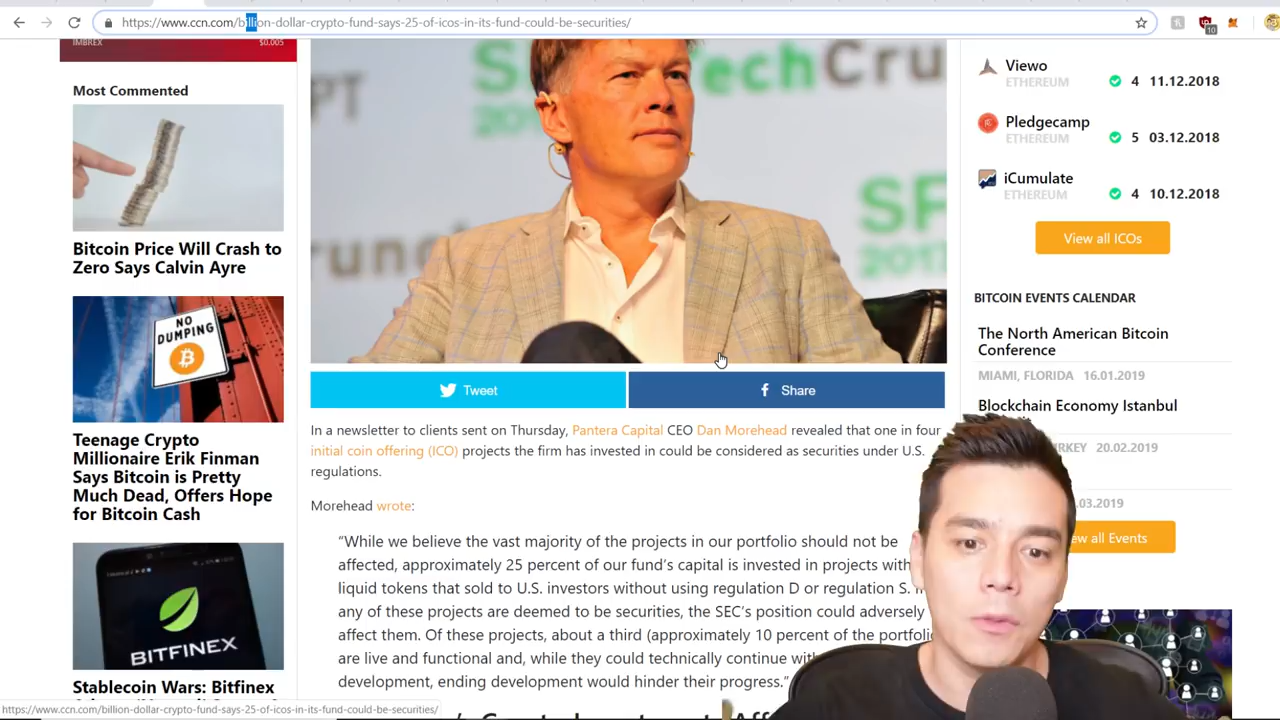 https://www.ccn.com/billion-dollar-crypto-fund-says-25-of-icos-in-its-fund-could-be-securities/
10
IMBREX
$0,005
Most Commented
Bitcoin Price Will Crash to
Zero Says Calvin Ayre
NO
DUMPING
Teenage Crypto
Millionaire Erik Finman
Says Bitcoin is Pretty
Much Dead, Offers Hope
for Bitcoin Cash
BITFINEX
Stablecoin Wars: Bitfinex
TechCru
SF
2017
Tweet
Share
In a newsletter to clients sent on Thursday, Pantera Capital CEO Dan Morehead revealed that one in four
initial coin offering (ICO) projects the firm has invested in could be considered as securities under U.S.
regulations.
Morehead wrote:
“While we believe the vast majority of the projects in our portfolio should not be
affected, approximately 25 percent of our fund’s capital is invested in projects with
liquid tokens that sold to U.S. investors without using regulation D or regulation S. If
any of these projects are deemed to be securities, the SEC’s position could adversely
affect them. Of these projects, about a third (approximately 10 percent of the portfolio
are live and functional and, while they could technically continue
development, ending development would hinder their progress.”
Viewo
ETHEREUM
4 11.12.2018
Pledgecamp
ETHEREUM
5 03.12.2018
iCumulate
ETHEREUM
4 10.12.2018
View all ICOs
BITCOIN EVENTS CALENDAR
The North American Bitcoin
Conference
MIAMI, FLORIDA 16.01.2019
Blockchain Economy Istanbul
RKEY 20.02.2019
.03.2019
ew all Events
https://www.ccn.com/billion-dollar-crypto-fund-says-25-of-icos-in-its-fund-could-be-securities/